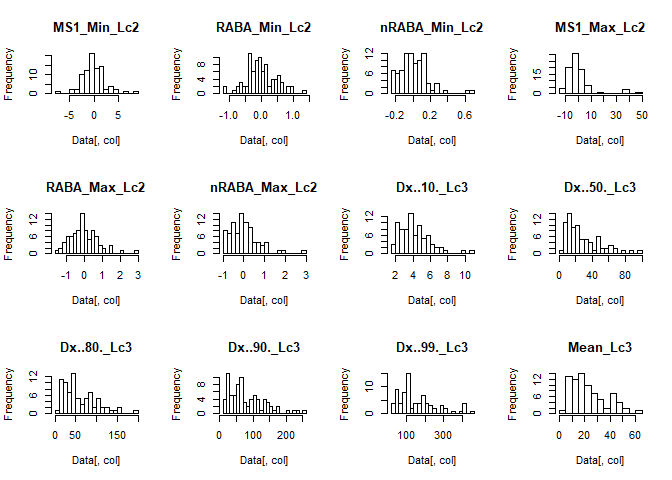 MS1_Min_Lc2 RABA_Min_Lc2 nRABA_Min_Lc2 MS1_Max_Lc2
Frequency Frequency Frequency Frequency
0 10 0 4 8 0 6 12 0 15
-5 0 5 -1.0 0.0 1.0 -0.2 0.2 0.6 -10 10 30 50
Data[, col] Data[, col] Data[, col] Data[, col]
RABA_Max_Lc2 nRABA_Max_Lc2 Dx..10._Lc3 Dx..50._Lc3
Frequency Frequency Frequency Frequency
0 6 12 0 6 12 0 6 12 0 6 12
-1 0 1 2 3 -1 0 1 2 3 2 4 6 8 10 0 40 80
Data[, col] Data[, col] Data[, col] Data[, col]
Dx..80._Lc3 Dx..90._Lc3 Dx..99._Lc3 Mean_Lc3
Frequency Frequency Frequency Frequency
0 6 12 0 4 8 0 10 0 6 12
0 50 150 0 100 200 100 300 0 20 40 60
Data[, col] Data[, col] Data[, col] Data[, col]